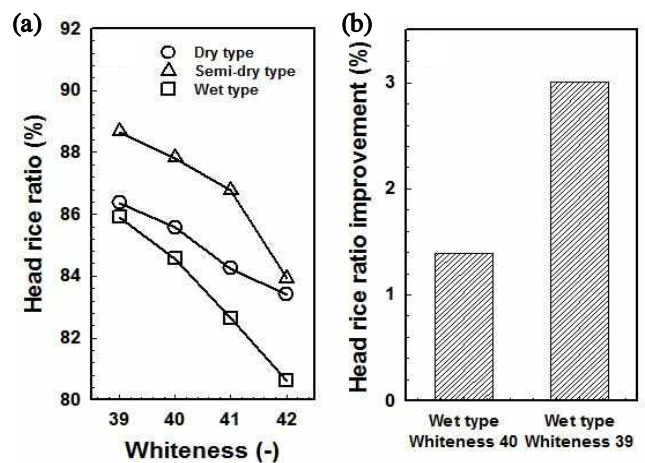 (a)
92
90
88
86
84
82
80
Head rice ratio (%)
Dry type
Semi-dry type
Wet type
39 40 41 42
Whiteness (-)
(b)
3
2
1
0
Head rice ratio improvement (%)
Wet type Wet type
Whiteness 40 Whiteness 39